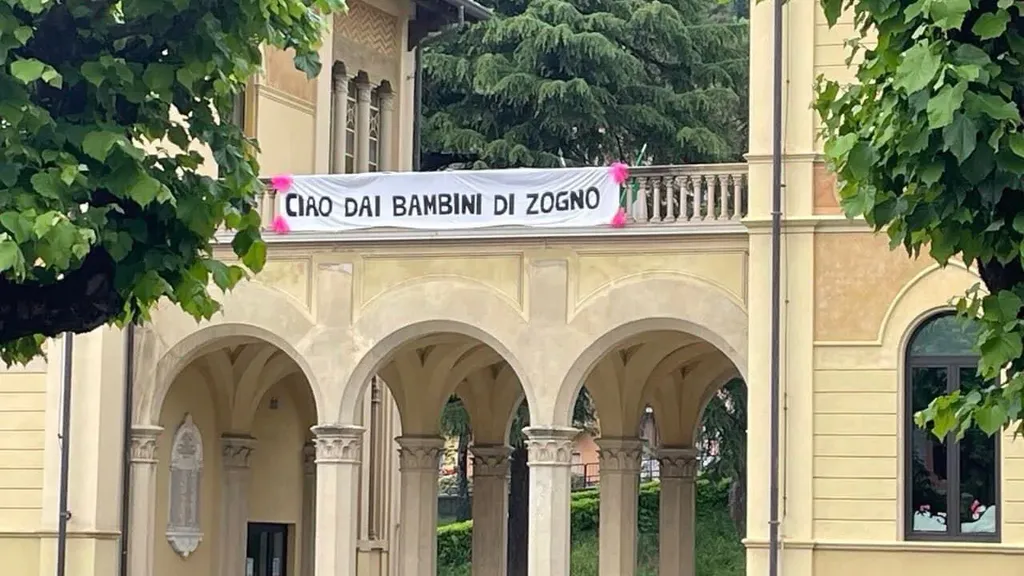 CIAO DAI BAMBINI DI ZOGNO